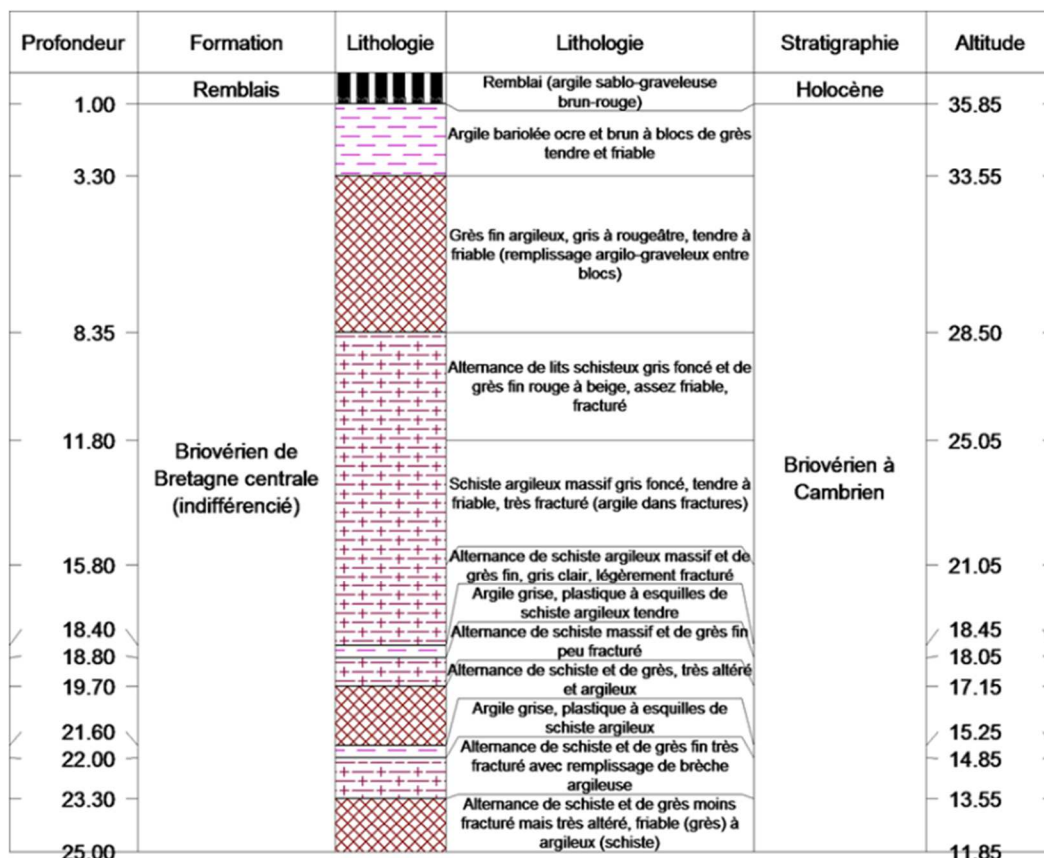 Profondeur Formation Lithologie Lithologie Stratigraphie Altitude
Remblais
Remblai (argile sablo-graveleuse
brun-rouge)
Holocène
1.00 35.85
Argile bariolée ocre et brun à blocs de grès
tendre et friable
3.30 33.55
Grès fin argileux, gris à rougeâtre, tendre à
friable (remplissage argilo-graveleux entre
blocs)
8.35 28.50
Alternance de lits schisteux gris foncé et de
grès fin rouge à beige, assez friable,
fracturé
11.80 25.05
Briovérien de
Bretagne centrale
(indifférencié)
Schiste argileux massif gris foncé, tendre à
friable, très fracturé (argile dans fractures)
Briovérien à
Cambrien
15.80 21.05
Alternance de schiste argileux massif et de
grès fin, gris clair, légèrement fracturé
Argile grise, plastique à esquilles de
schiste argileux tendre
18.40 18.45
Alternance de schiste massif et de grès fin
peu fracturé
18.80 18.05
Alternance de schiste et de grès, très altéré
et argileux
19.70 17.15
Argile grise, plastique à esquilles de
schiste argileux
21.60 15.25
Alternance de schiste et de grès fin très
fracturé avec remplissage de brèche
argileuse
22.00 14.85
23.30 13.55
Alternance de schiste et de grès moins
fracturé mais très altéré, friable (grès) à
argileux (schiste)
25.00 11.85